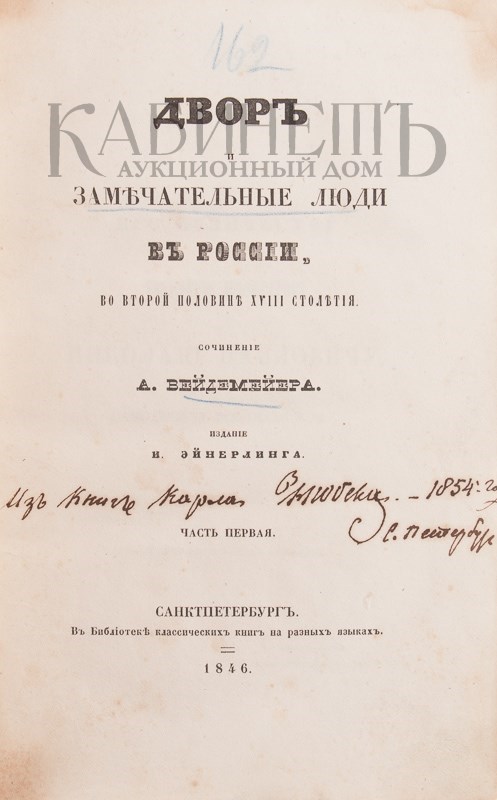 162
ДВОРЪ
КАБИНЕТЪ
И
АУКЦИОННЫЙ ДОМ
ЗАМѢЧАТЕЛЬНЫЕ ЛЮДИ
ВЪ РОССІИ,
ВО ВТОРОЙ ПОЛОВИНѢ XVIII СТОЛѢТІЯ.
СОЧИНЕНІЕ
А. ВЕЙДЕМЕЙЕРА.
ИЗДАНІЕ
И. ЭЙНЕРЛИНГА.
Изъ Книгъ Карла – 1854
С. Петербург
ЧАСТЬ ПЕРВАЯ.
САНКТПЕТЕРБУРГЪ.
Въ Библіотекѣ классическихъ книгъ на разныхъ языкахъ.
1846.